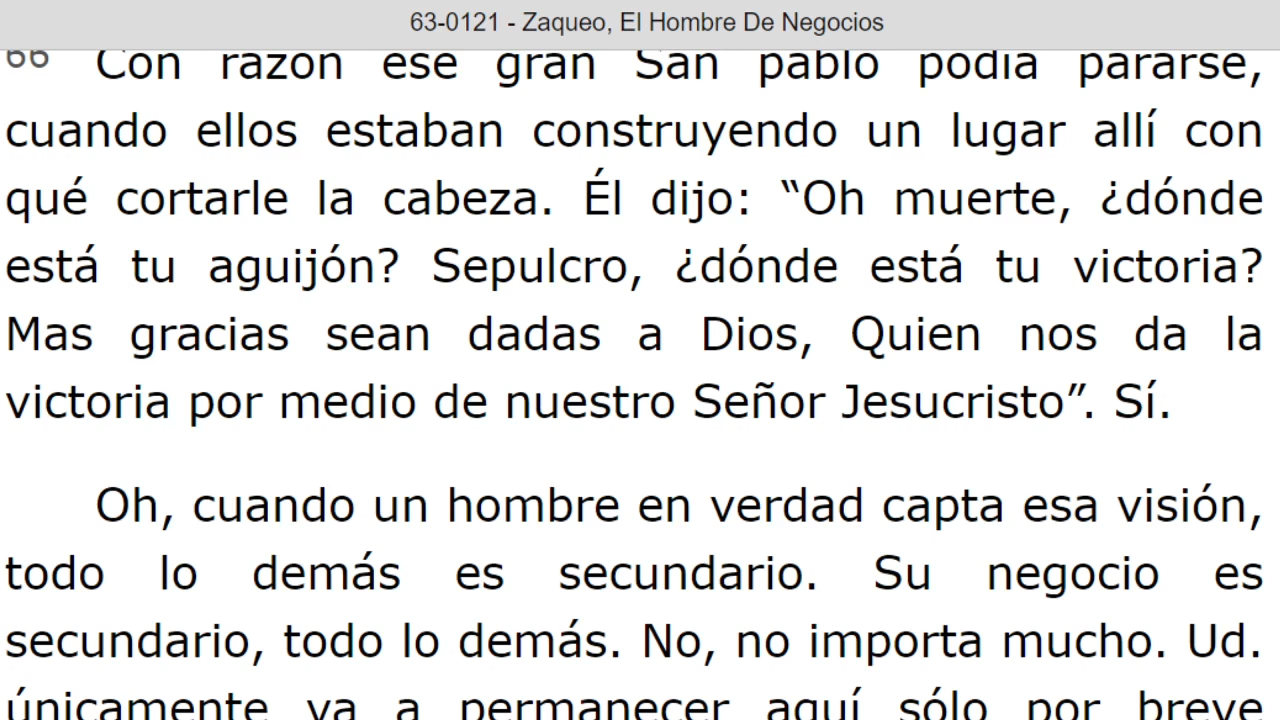 63-0121 - Zaqueo, El Hombre De Negocios
66 Con razón ese gran San pablo podía pararse,
cuando ellos estaban construyendo un lugar allí con
qué cortarle la cabeza. Él dijo: “Oh muerte, ¿dónde
está tu aguijón? Sepulcro, ¿dónde está tu victoria?
Mas gracias sean dadas a Dios, Quien nos da la
victoria por medio de nuestro Señor Jesucristo”. Sí.
Oh, cuando un hombre en verdad capta esa visión,
todo lo demás es secundario. Su negocio es
secundario, todo lo demás. No, no importa mucho. Ud.
únicamente va a permanecer aquí sólo por breve